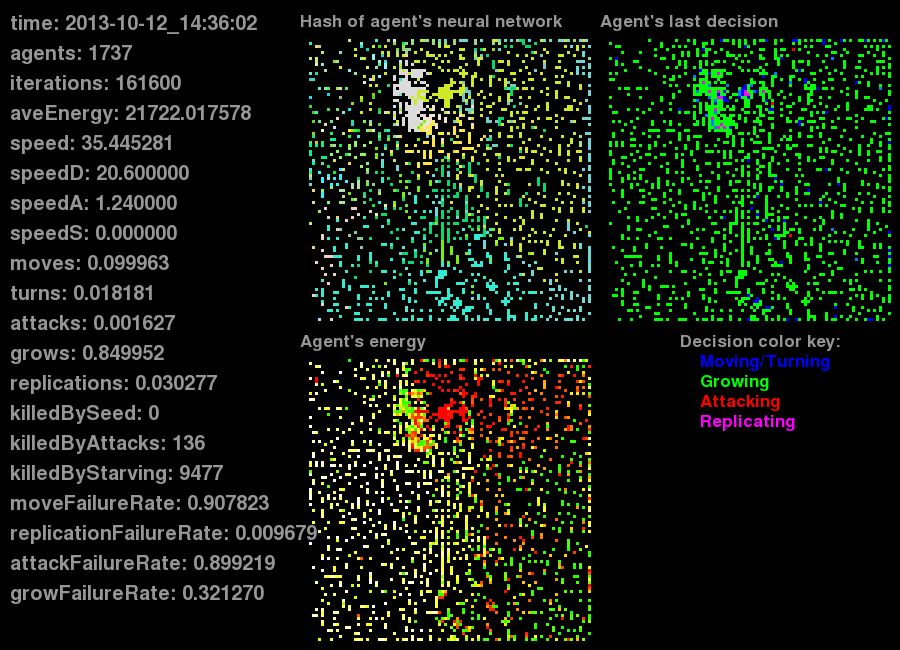 time: 2013-10-12_14:36:02
agents: 1737
iterations: 161600
aveEnergy: 21722.017578
speed: 35.445281
speedD: 20.600000
speedA: 1.240000
speedS: 0.000000
moves: 0.099963
turns: 0.018181
attacks: 0.001627
grows: 0.849952
replications: 0.030277
killedBySeed: 0
killedByAttacks: 136
killedByStarving: 9477
moveFailureRate: 0.907823
replicationFailureRate: 0.009679
attackFailureRate: 0.899219
growFailureRate: 0.321270
Hash of agent's neural network
Agent's last decision
Agent's energy
Decision color key:
Moving/Turning
Growing
Attacking
Replicating